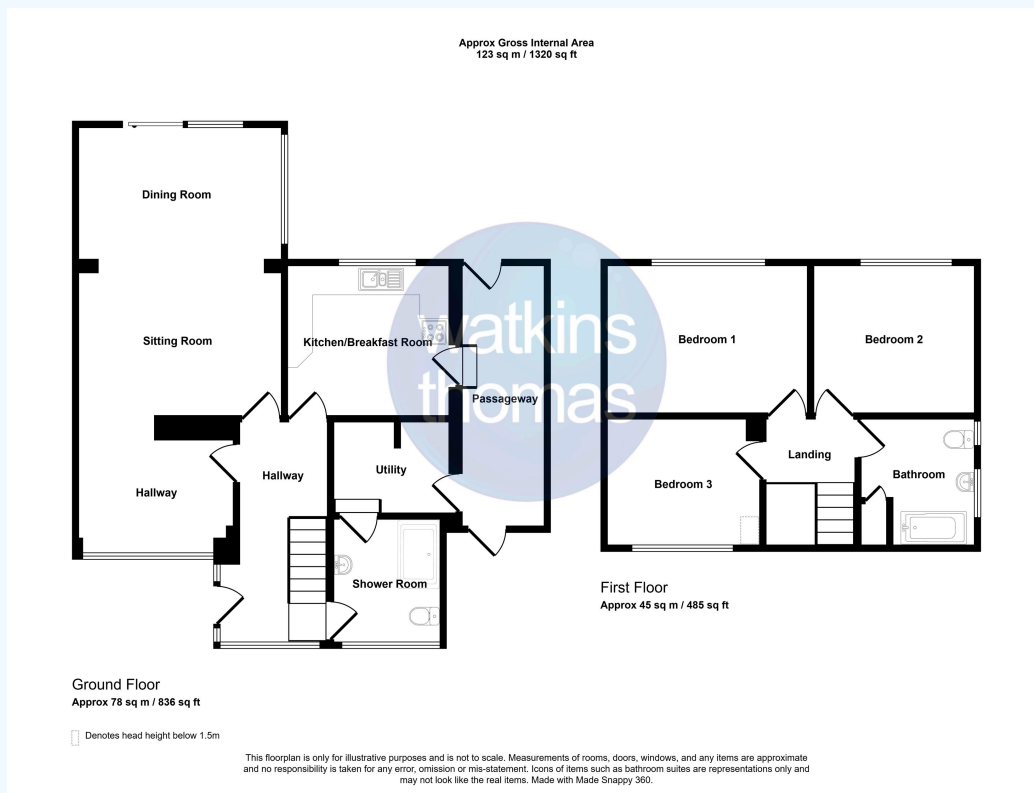 Approx Gross Internal Area
123 sq m / 1320 sq ft
Dining Room
Sitting Room
Kitchen/Breakfast Room
watkins
thomas
Passageway
Hallway
Hallway
Utility
Shower Room
Bedroom 1
Bedroom 2
Bedroom 3
Landing
Bathroom
First Floor
Approx 45 sq m / 485 sq ft
Ground Floor
Approx 78 sq m / 836 sq ft
Denotes head height below 1.5m
This floorplan is only for illustrative purposes and is not to scale. Measurements of rooms, doors, windows, and any items are approximate
and no responsibility is taken for any error, omission or mis-statement. Icons of items such as bathroom suites are representations only and
may not look like the real items. Made with Made Snappy 360.